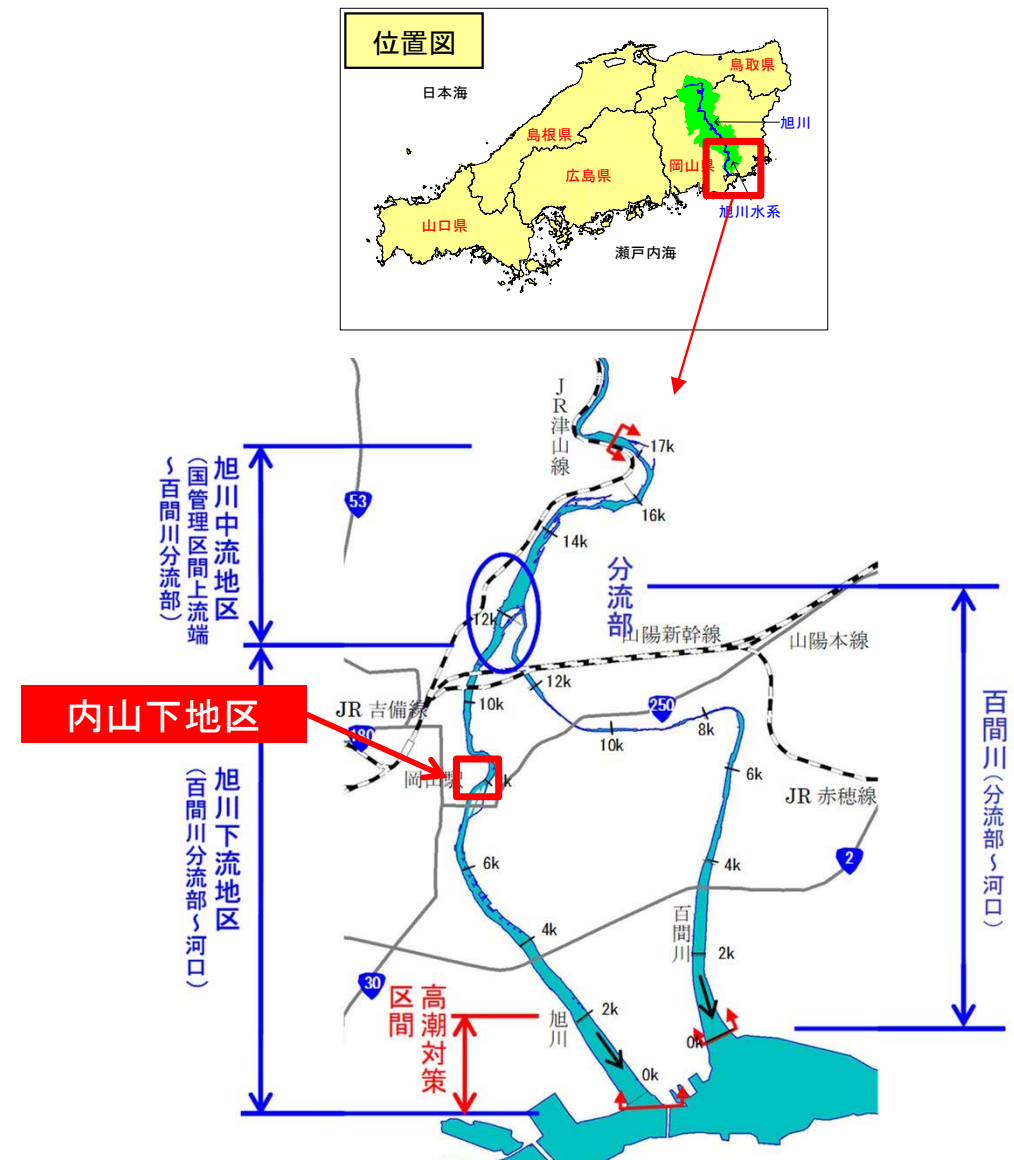 位置図
日本海
鳥取県
旭川
島根県
岡山県
広島県
旭川水系
山口県
瀬戸内海
JR津山線
17k
16k
14k
53
旭川中流地区
(国管理区間上流端
~百間川分流部)
分流部
12k
山陽新幹線
山陽本線
12k
内山下地区
JR 吉備線
10k
250
180
10k
8k
百間川(分流部~河口)
岡山駅
6k
JR 赤穂線
旭川下流地区
(百間川分流部~河口)
6k
4k
2
百間川
4k
2k
30
高潮対策
区間
旭川
2k
0k
0k